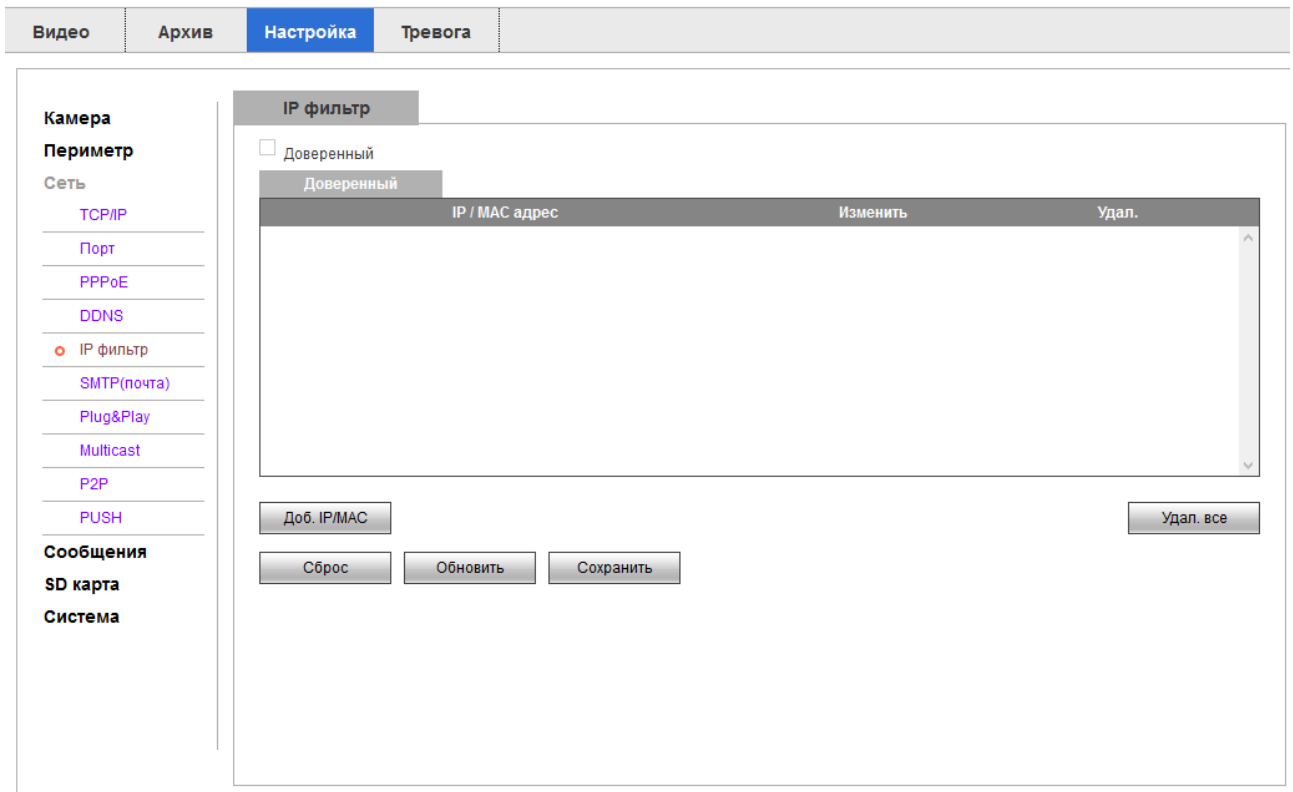 Видео Архив Настройка Тревога
Камера
Периметр
Сеть
TCP/IP
Порт
PPPoE
DDNS
IP фильтр
SMTP(почта)
Plug&Play
Multicast
P2P
PUSH
Сообщения
SD карта
Система
IP фильтр
Доверенный
Доверенный
IP / MAC адрес Изменить Удал.
Доб. IP/MAC Удал. все
Сброс Обновить Сохранить